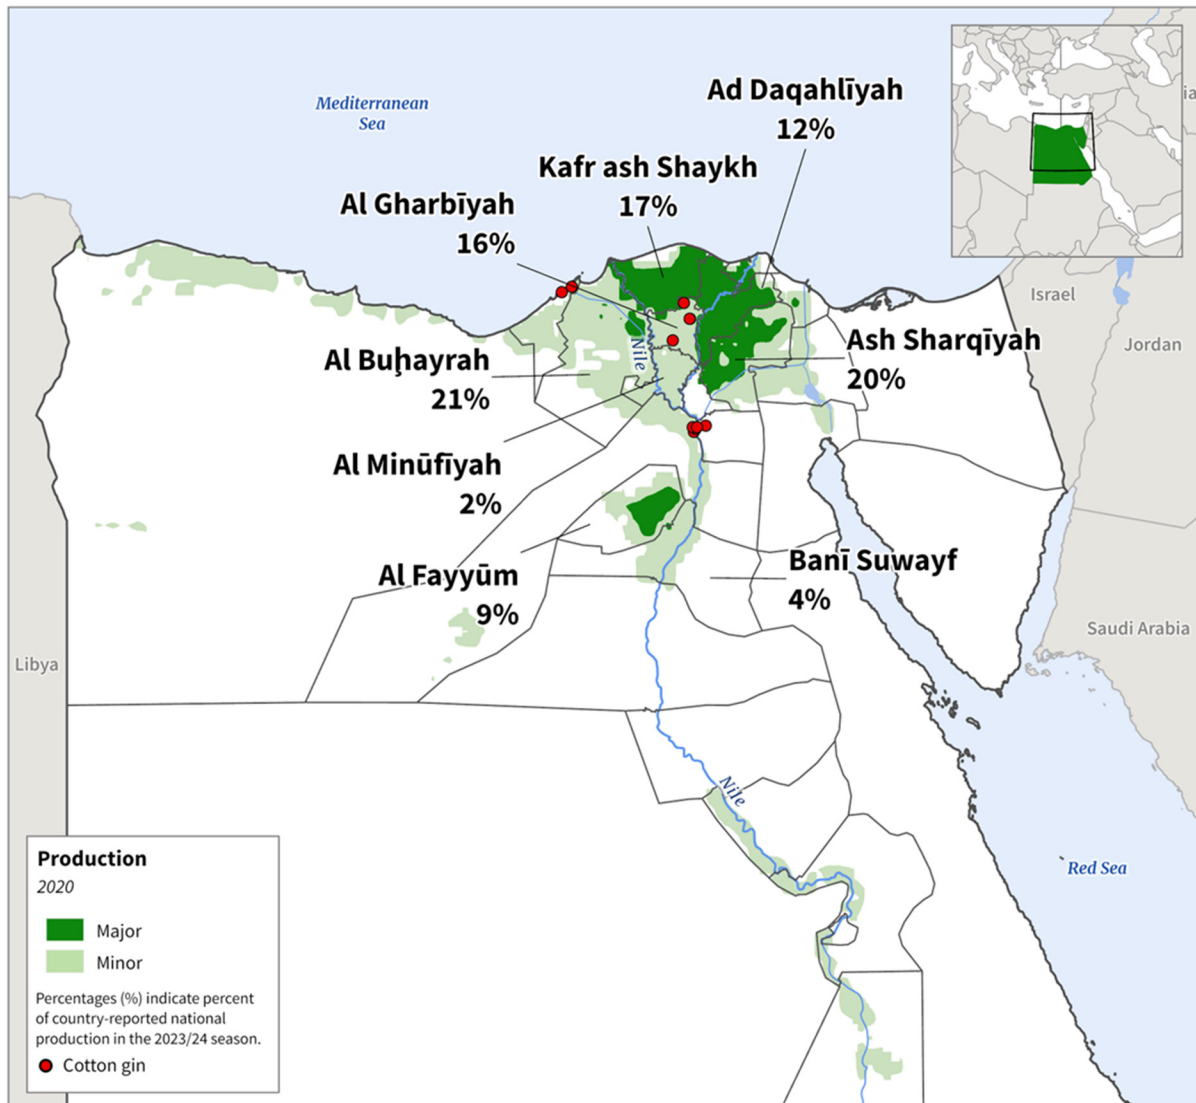 Mediterranean
Sea
Ad Daqahlīyah
12%
Kafr ash Shaykh
17%
Al Gharbīyah
16%
Israel
Jordan
Nile
Ash Sharqīyah
20%
Al Buḩayrah
21%
Al Minūfīyah
2%
Al Fayyūm
9%
Banī Suwayf
4%
Saudi Arabia
Libya
Nile
Red Sea
Production
2020
Major
Minor
Percentages (%) indicate percent
of country-reported national
production in the 2023/24 season.
Cotton gin